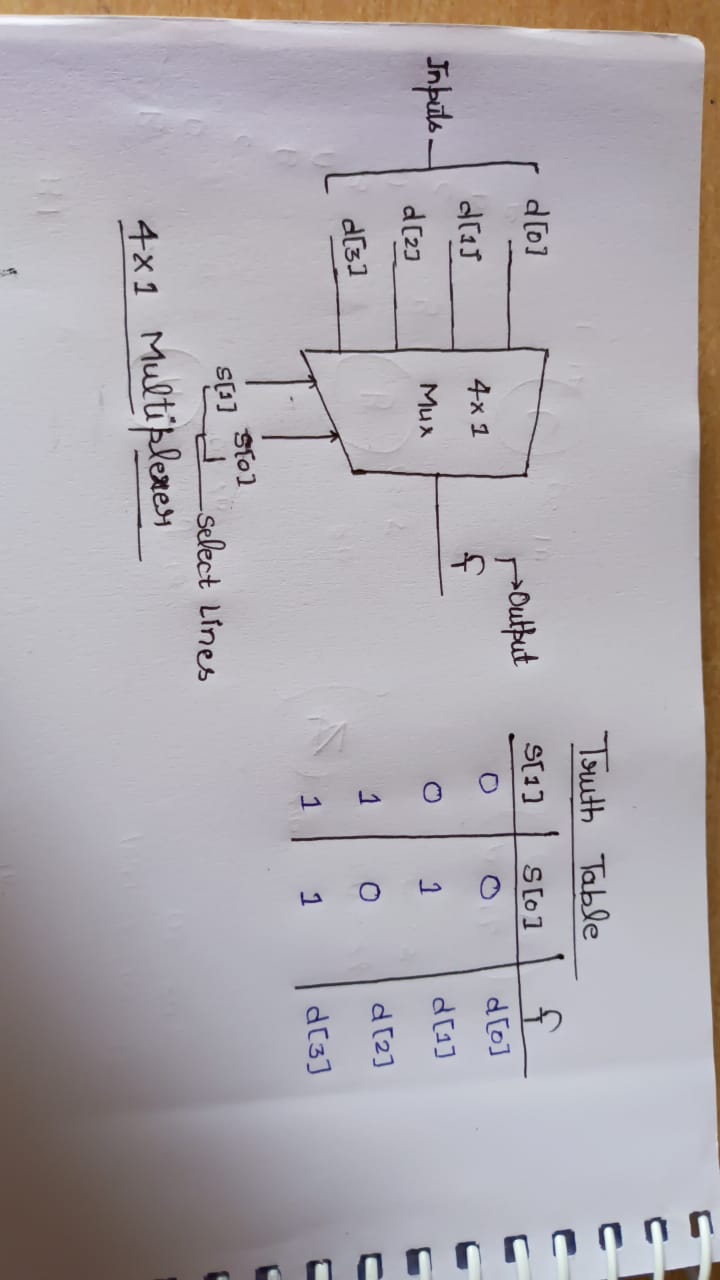 Inputs
d[0]
d[1]
d[2]
d[3]
4x1
Mux
Output
f
S[1] S[0]
Select Lines
4x1 Multiplexer
Truth Table
S[1] S[0] f
0 0 d[0]
0 1 d[1]
1 0 d[2]
1 1 d[3]